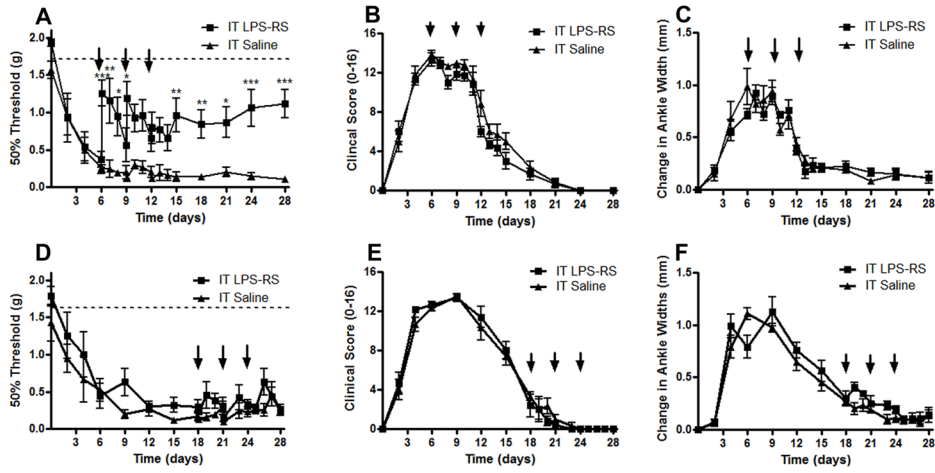 A
IT LPS-RS
IT Saline
50% Threshold (g)
2.0
1.5
1.0
0.5
0.0
*** ** * * ** ** * *** ***
3 6 9 12 15 18 21 24 28
Time (days)
B
IT LPS-RS
IT Saline
Clinical Score (0-16)
16
12
8
4
0
3 6 9 12 15 18 21 24 28
Time (days)
C
IT LPS-RS
IT Saline
Change in Ankle Width (mm)
1.5
1.0
0.5
0.0
3 6 9 12 15 18 21 24 28
Time (days)
D
IT LPS-RS
IT Saline
50% Threshold (g)
2.0
1.5
1.0
0.5
0.0
3 6 9 12 15 18 21 24 28
Time (days)
E
IT LPS-RS
IT Saline
Clinical Score (0-16)
16
12
8
4
0
3 6 9 12 15 18 21 24 28
Time (days)
F
IT LPS-RS
IT Saline
Change in Ankle Widths (mm)
1.5
1.0
0.5
0.0
3 6 9 12 15 18 21 24 28
Time (days)